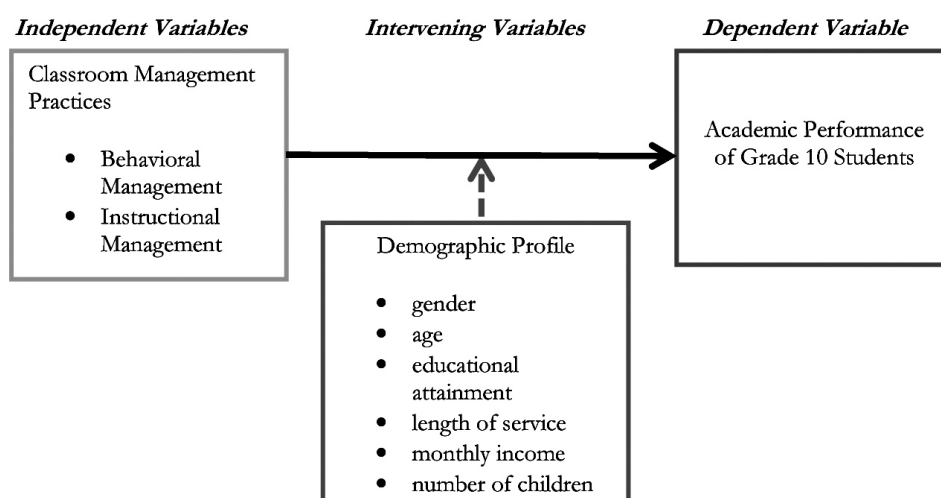 Independent Variables
Intervening Variables
Dependent Variable
Classroom Management
Practices
• Behavioral
Management
• Instructional
Management
Academic Performance
of Grade 10 Students
Demographic Profile
• gender
• age
• educational
attainment
• length of service
• monthly income
• number of children